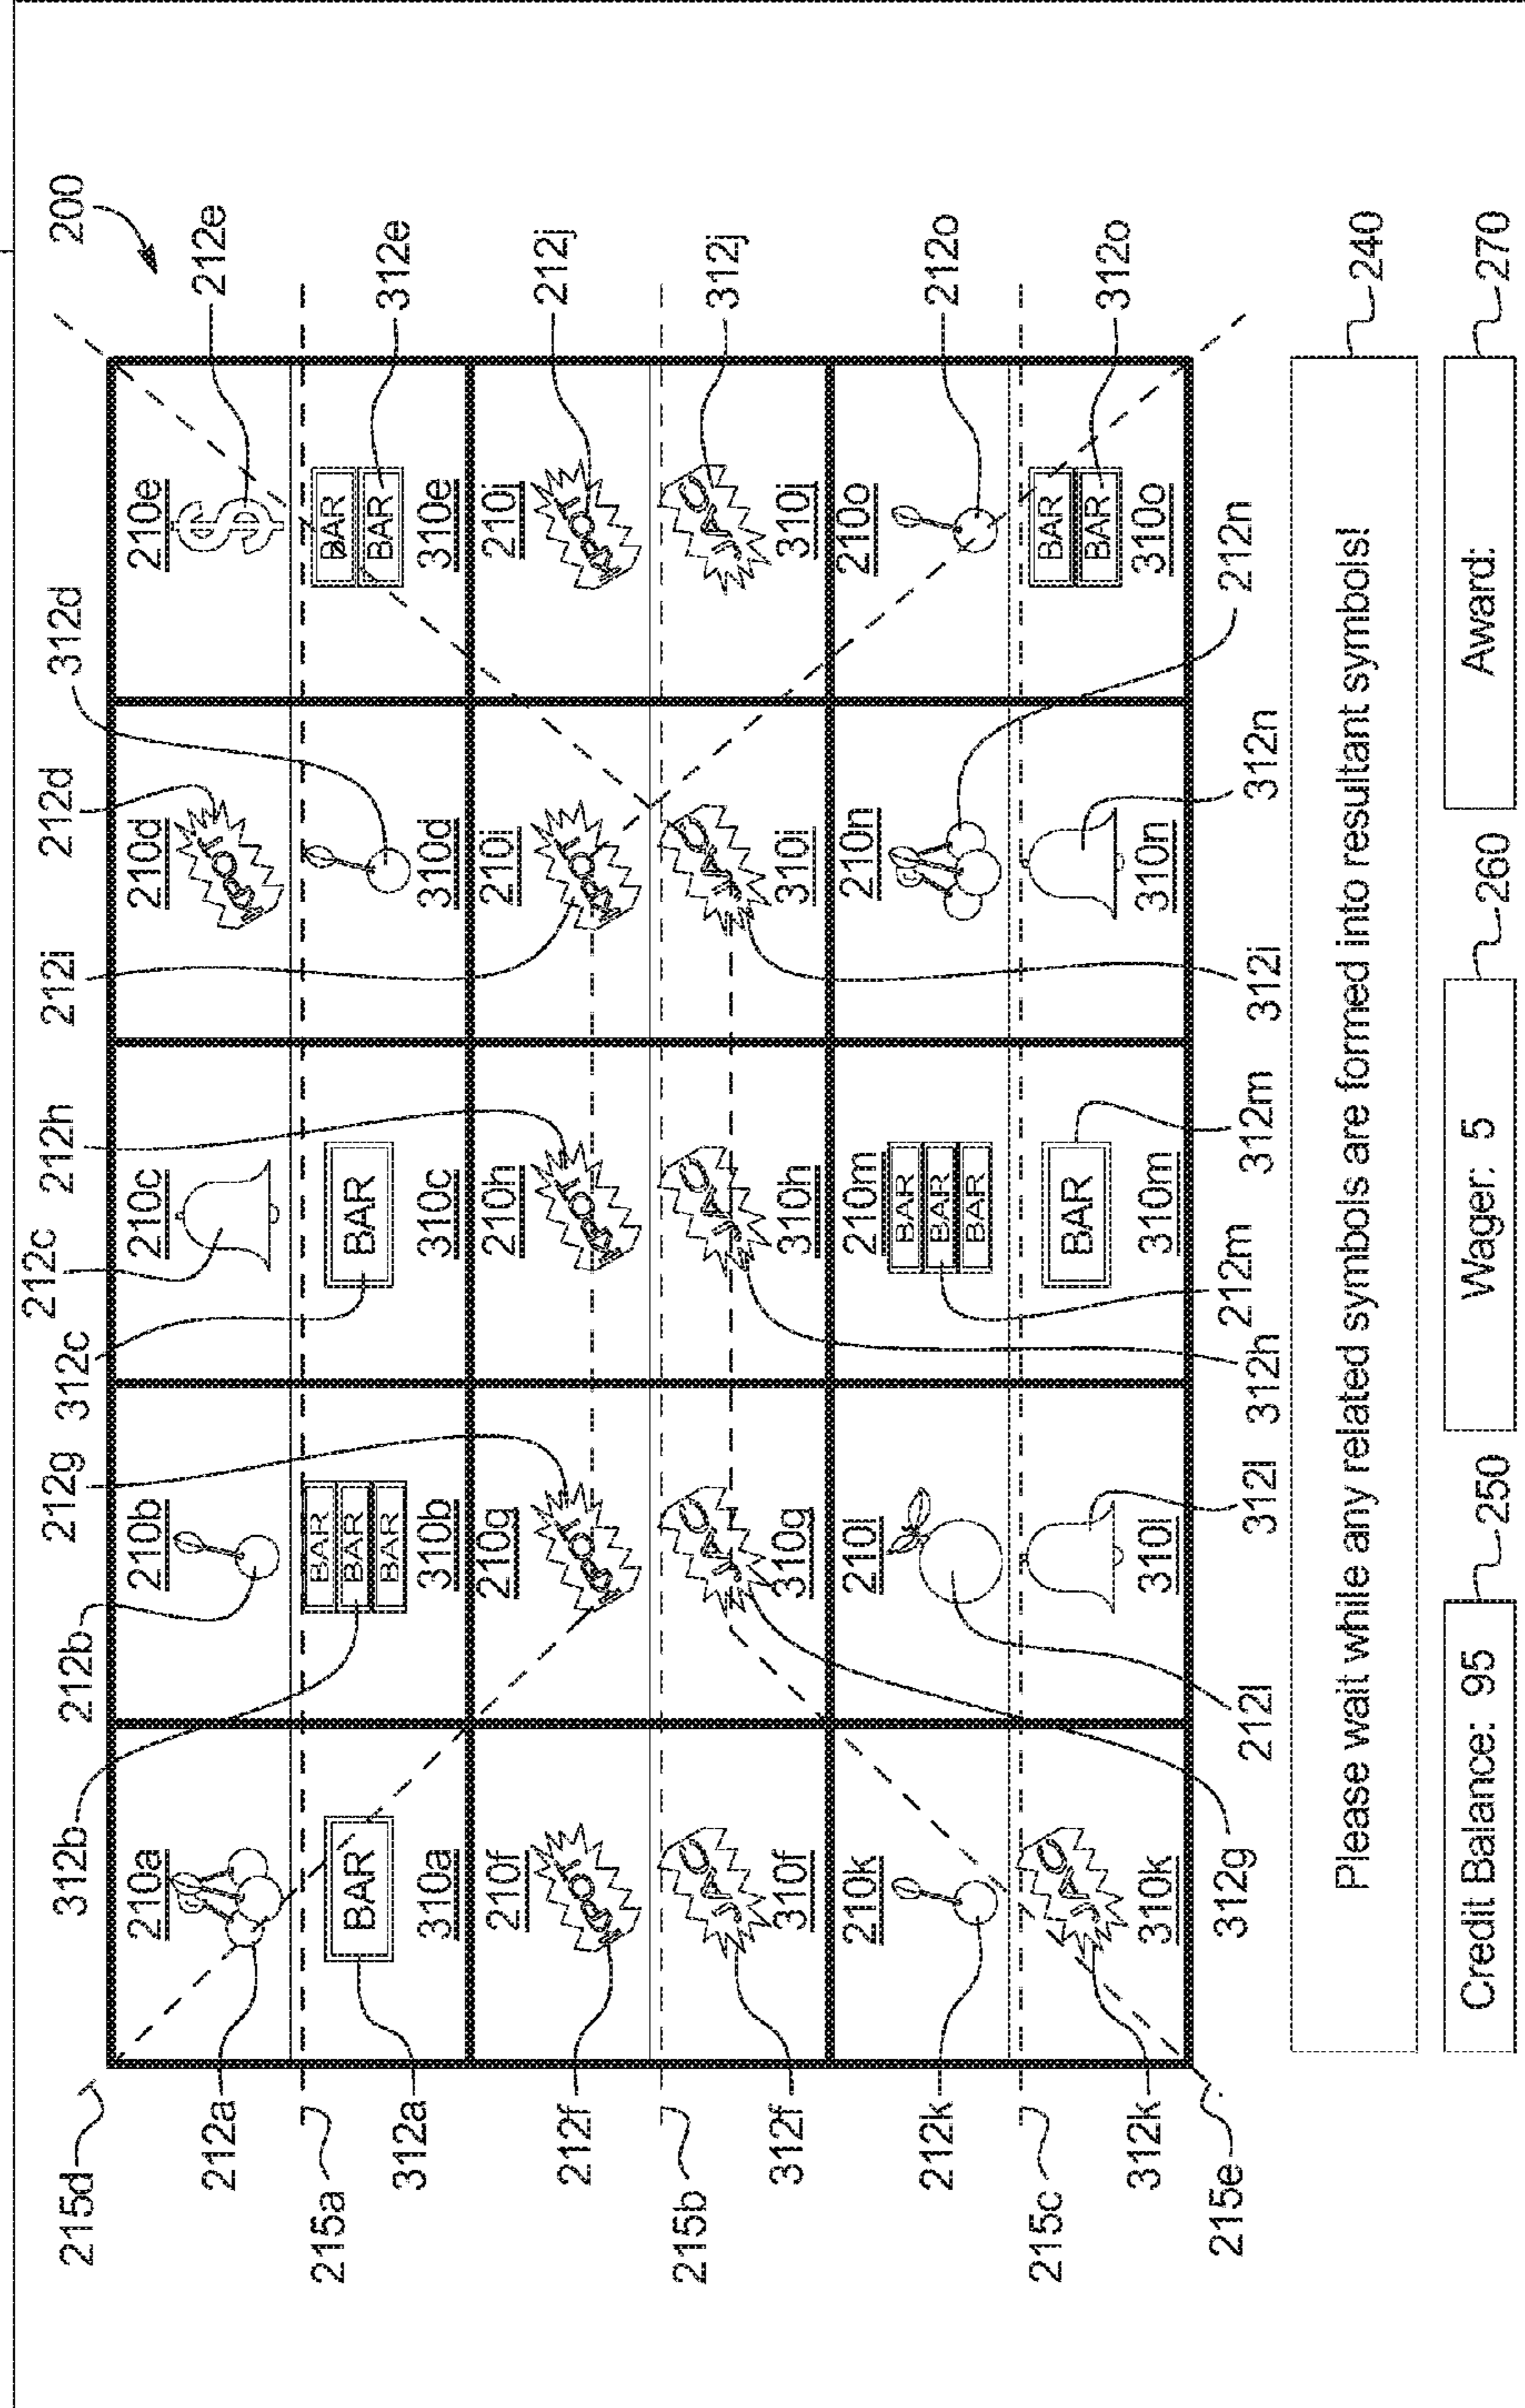 212c
215d 312b 212b 312c 212g 212h 212i 212d 312d 200
210a 210b 210c 210d 210e
212a 212e
215a
BAR BAR BAR BAR BAR BAR BAR
312a 312e
310a 310b 310c 310d 310e
210f 210g 210h 210i 210j
212f 212j
215b
312f 312j
310f 310g 310h 310i 310j
210k 210l 210m 210n 210o
BAR BAR BAR
212k 212o
215c
BAR BAR BAR
312k 312o
310k 310l 310m 310n 310o
215e 312g 212l 312l 312h 212m 312m 312i 312n 212n
Please wait while any related symbols are formed into resultant symbols! 240
Credit Balance: 95 250 Wager: 5 260 Award: 270